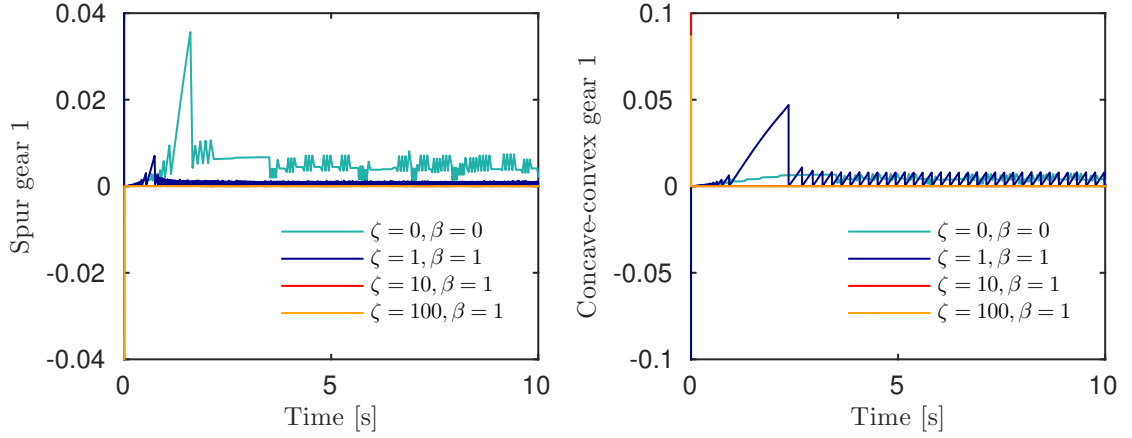 0.04
0.02
0
-0.02
-0.04
Spur gear 1
ζ = 0, β = 0
ζ = 1, β = 1
ζ = 10, β = 1
ζ = 100, β = 1
0
5
10
Time [s]
0.1
0.05
0
-0.05
-0.1
Concave-convex gear 1
ζ = 0, β = 0
ζ = 1, β = 1
ζ = 10, β = 1
ζ = 100, β = 1
0
5
10
Time [s]